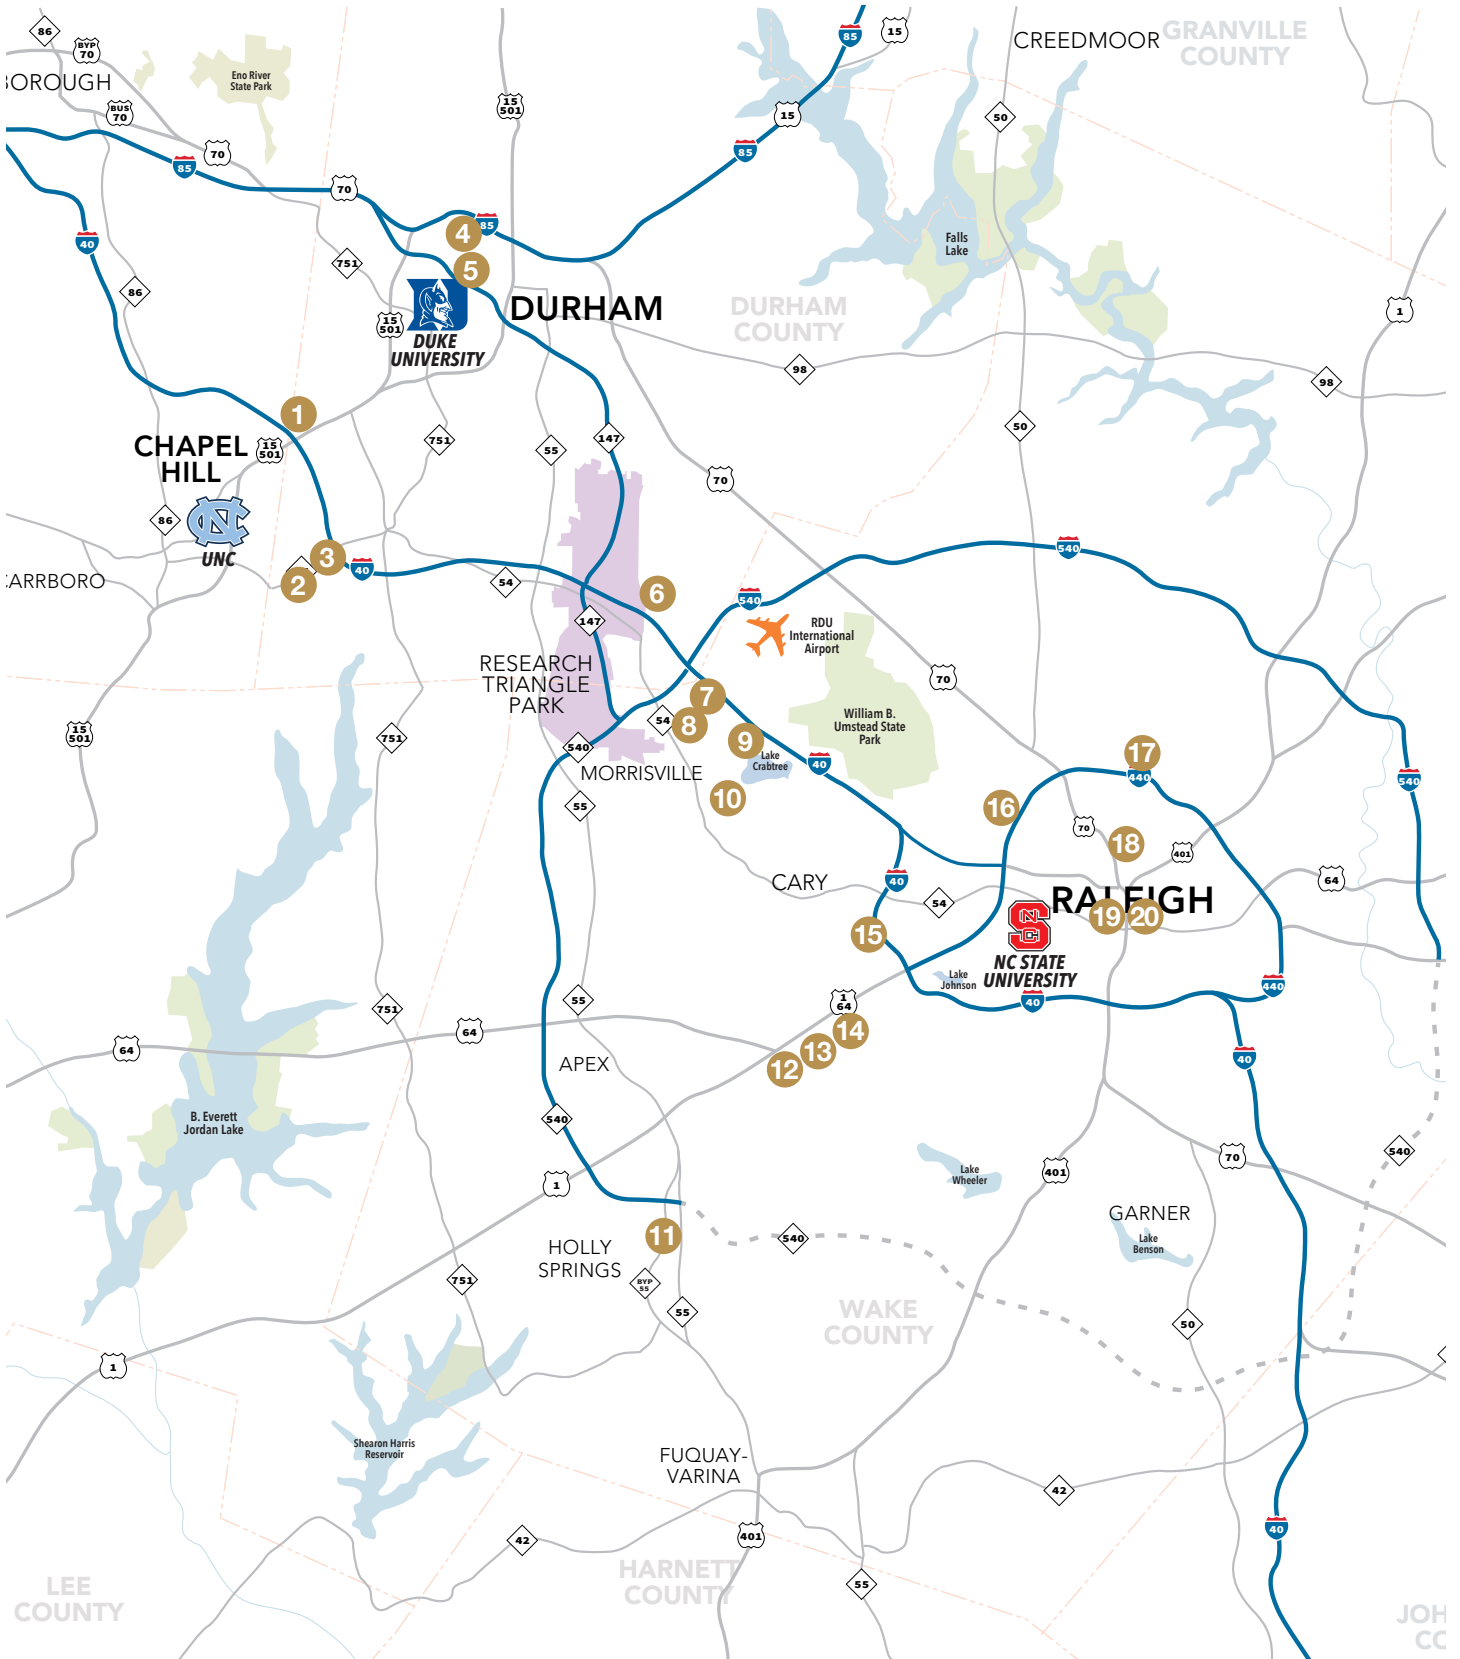 86
BYP
70
BOROUGH
Eno River
State Park
BUS
70
70
85
15
501
70
40
86
751
4
85
5
15
501
DUKE
UNIVERSITY
DURHAM
85
15
CREEDMOOR
GRANVILLE
COUNTY
15
85
50
Falls
Lake
DURHAM
COUNTY
1
98
98
1
CHAPEL
HILL
15
501
751
55
147
50
70
86
UNC
3
2
40
54
CARRBORO
540
6
540
147
RDU
International
Airport
RESEARCH
TRIANGLE
PARK
70
7
54
8
William B.
Umstead State
Park
15
501
751
540
9
Lake
Crabtree
40
MORRISVILLE
17
440
540
10
55
16
70
18
401
CARY
40
54
64
RALEIGH
19
20
15
NC STATE
UNIVERSITY
Lake
Johnson
40
440
55
751
1
64
64
64
14
13
12
APEX
40
B. Everett
Jordan Lake
540
1
Lake
Wheeler
401
70
540
GARNER
Lake
Benson
11
540
HOLLY
SPRINGS
BYP
55
751
55
WAKE
COUNTY
50
1
Shearon Harris
Reservoir
FUQUAY-
VARINA
42
42
401
40
HARNETT
COUNTY
55
LEE
COUNTY
JOH
CO